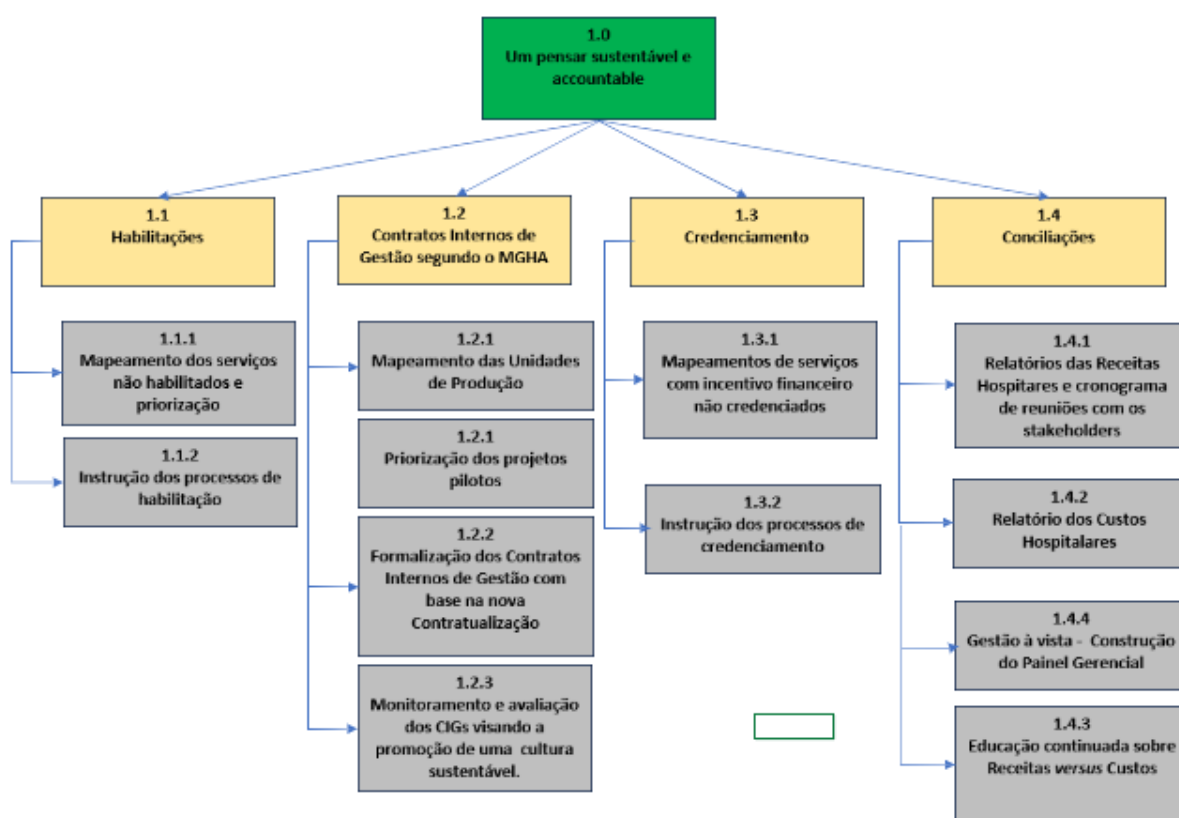 1.0
Um pensar sustentável e
accountable
1.1
Habilitações
1.2
Contratos Internos de
Gestão segundo o MGHA
1.3
Credenciamento
1.4
Conciliações
1.1.1
Mapeamento dos serviços
não habilitados e
priorização
1.1.2
Instrução dos processos de
habilitação
1.2.1
Mapeamento das Unidades
de Produção
1.2.1
Priorização dos projetos
pilotos
1.2.2
Formalização dos Contratos
Internos de Gestão com
base na nova
Contratualização
1.2.3
Monitoramento e avaliação
dos CIGs visando a
promoção de uma cultura
sustentável.
1.3.1
Mapeamentos de serviços
com incentivo financeiro
não credenciados
1.3.2
Instrução dos processos de
credenciamento
1.4.1
Relatórios das Receitas
Hospitares e cronograma
de reuniões com os
stakeholders
1.4.2
Relatório dos Custos
Hospitalares
1.4.4
Gestão à vista - Construção
do Painel Gerencial
1.4.3
Educação continuada sobre
Receitas versus Custos